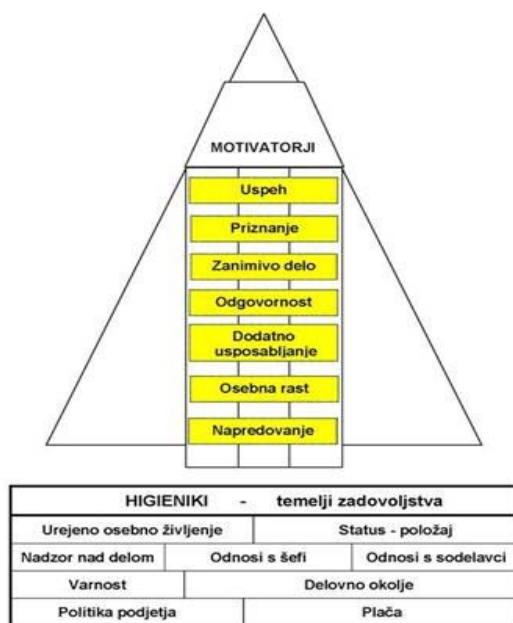 MOTIVATORJI
Uspeh
Priznanje
Zanimivo delo
Odgovornost
Dodatno
usposabljanje
Osebna rast
Napredovanje
HIGIENIKI - temelji zadovoljstva
Urejeno osebno življenje Status - položaj
Nadzor nad delom Odnosi s šefi Odnosi s sodelavci
Varnost Delovno okolje
Politika podjetja Plača